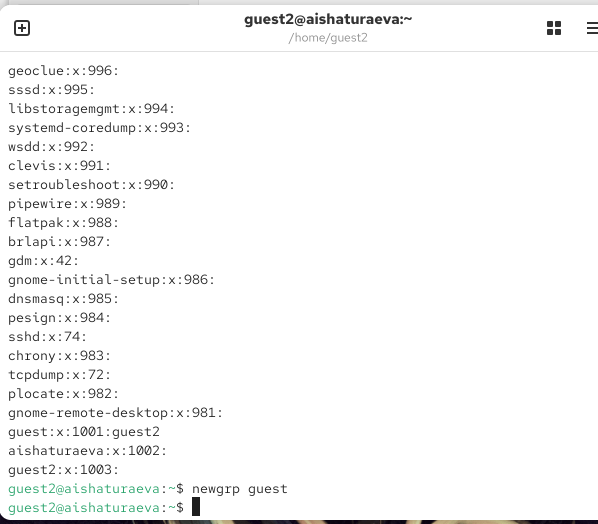 guest2@aishaturaeva:~
/home/guest2
geoclue:x:996:
sssd:x:995:
libstoragemgmt:x:994:
systemd-coredump:x:993:
wsdd:x:992:
clevis:x:991:
setroubleshoot:x:990:
pipewire:x:989:
flatpak:x:988:
brlapi:x:987:
gdm:x:42:
gnome-initial-setup:x:986:
dnsmasq:x:985:
pesign:x:984:
sshd:x:74:
chrony:x:983:
tcpdump:x:72:
plocate:x:982:
gnome-remote-desktop:x:981:
guest:x:1001:guest2
aishaturaeva:x:1002:
guest2:x:1003:
guest2@aishaturaeva:~$ newgrp guest
guest2@aishaturaeva:~$